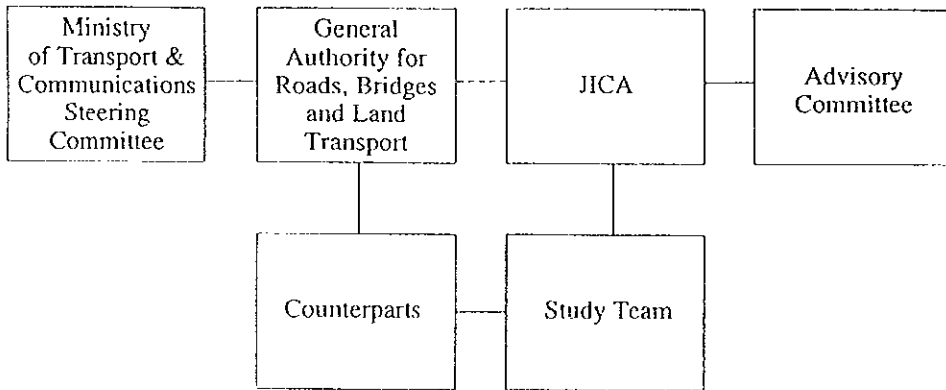 Ministry
of Transport &
Communications
Steering
Committee
General
Authority for
Roads, Bridges
and Land
Transport
JICA
Advisory
Committee
Counterparts
Study Team